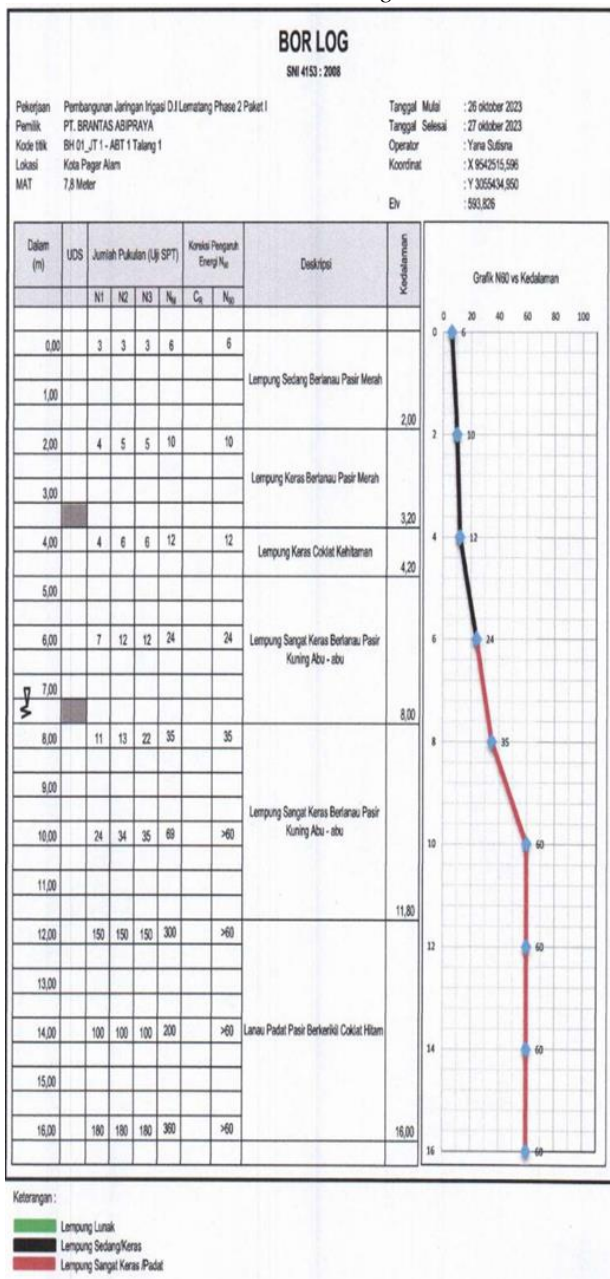 BOR LOG
SNI 4153 : 2008
Pekerjaan Pembangunan Jaringan Irigasi D.I Lematang Phase 2 Paket I
Pemilik PT. BRANTAS ABIPRAYA
Kode titik BH 01_JT 1 - ABT 1 Talang 1
Lokasi Kota Pager Alam
MAT 7,8 Meter
Tanggal Mulai : 26 oktober 2023
Tanggal Selesai : 27 oktober 2023
Operator : Yana Sutisna
Koordinat : X 9542515,596
: Y 3055434,950
Elv : 593,826
Dalam (m) UDS Jumlah Pukulan (Uji SPT) Koreksi Pengaruh Energi N60 Deskripsi Kedalaman
N1 N2 N3 NM CR N60
0,00 3 3 3 6 6
Lempung Sedang Berlanau Pasir Merah
1,00
2,00
2,00 4 5 5 10 10
Lempung Keras Berlanau Pasir Merah
3,00
3,20
4,00 4 6 6 12 12
Lempung Keras Coklat Kehitaman
4,20
5,00
6,00 7 12 12 24 24
Lempung Sangat Keras Berlanau Pasir
Kuning Abu - abu
7,00
8,00
8,00 11 13 22 35 35
9,00
Lempung Sangat Keras Berlanau Pasir
Kuning Abu - abu
10,00 24 34 35 69 >60
11,00
11,80
12,00 150 150 150 300 >60
13,00
14,00 100 100 100 200 >60
Lanau Padat Pasir Berkerikil Coklat Hitam
15,00
16,00 180 180 180 360 >60
16,00
Grafik N60 vs Kedalaman
0 20 40 60 80 100
0 6
2 10
4 12
6 24
8 35
10 60
12 60
14 60
16 60
Keterangan :
Lempung Lunak
Lempung Sedang/Keras
Lempung Sangat Keras /Padat